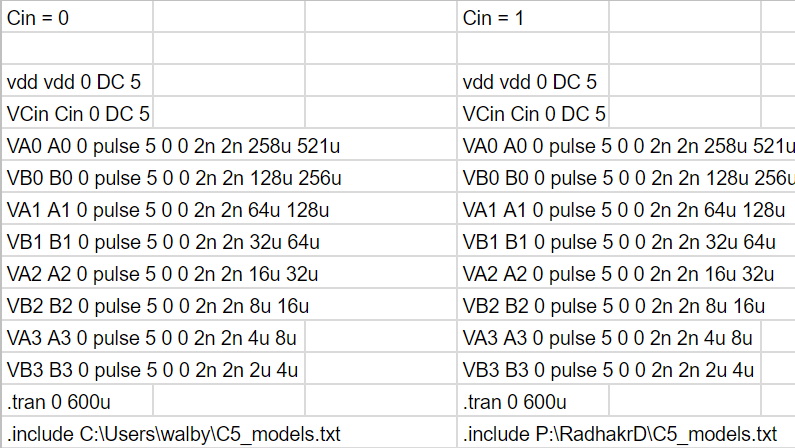 Cin = 0
vdd vdd 0 DC 5
VCin Cin 0 DC 5
VA0 A0 0 pulse 5 0 0 2n 2n 258u 521u
VB0 B0 0 pulse 5 0 0 2n 2n 128u 256u
VA1 A1 0 pulse 5 0 0 2n 2n 64u 128u
VB1 B1 0 pulse 5 0 0 2n 2n 32u 64u
VA2 A2 0 pulse 5 0 0 2n 2n 16u 32u
VB2 B2 0 pulse 5 0 0 2n 2n 8u 16u
VA3 A3 0 pulse 5 0 0 2n 2n 4u 8u
VB3 B3 0 pulse 5 0 0 2n 2n 2u 4u
.tran 0 600u
.include C:\Users\walby\C5_models.txt
Cin = 1
vdd vdd 0 DC 5
VCin Cin 0 DC 5
VA0 A0 0 pulse 5 0 0 2n 2n 258u 521u
VB0 B0 0 pulse 5 0 0 2n 2n 128u 256u
VA1 A1 0 pulse 5 0 0 2n 2n 64u 128u
VB1 B1 0 pulse 5 0 0 2n 2n 32u 64u
VA2 A2 0 pulse 5 0 0 2n 2n 16u 32u
VB2 B2 0 pulse 5 0 0 2n 2n 8u 16u
VA3 A3 0 pulse 5 0 0 2n 2n 4u 8u
VB3 B3 0 pulse 5 0 0 2n 2n 2u 4u
.tran 0 600u
.include P:\RadhakrD\C5_models.txt